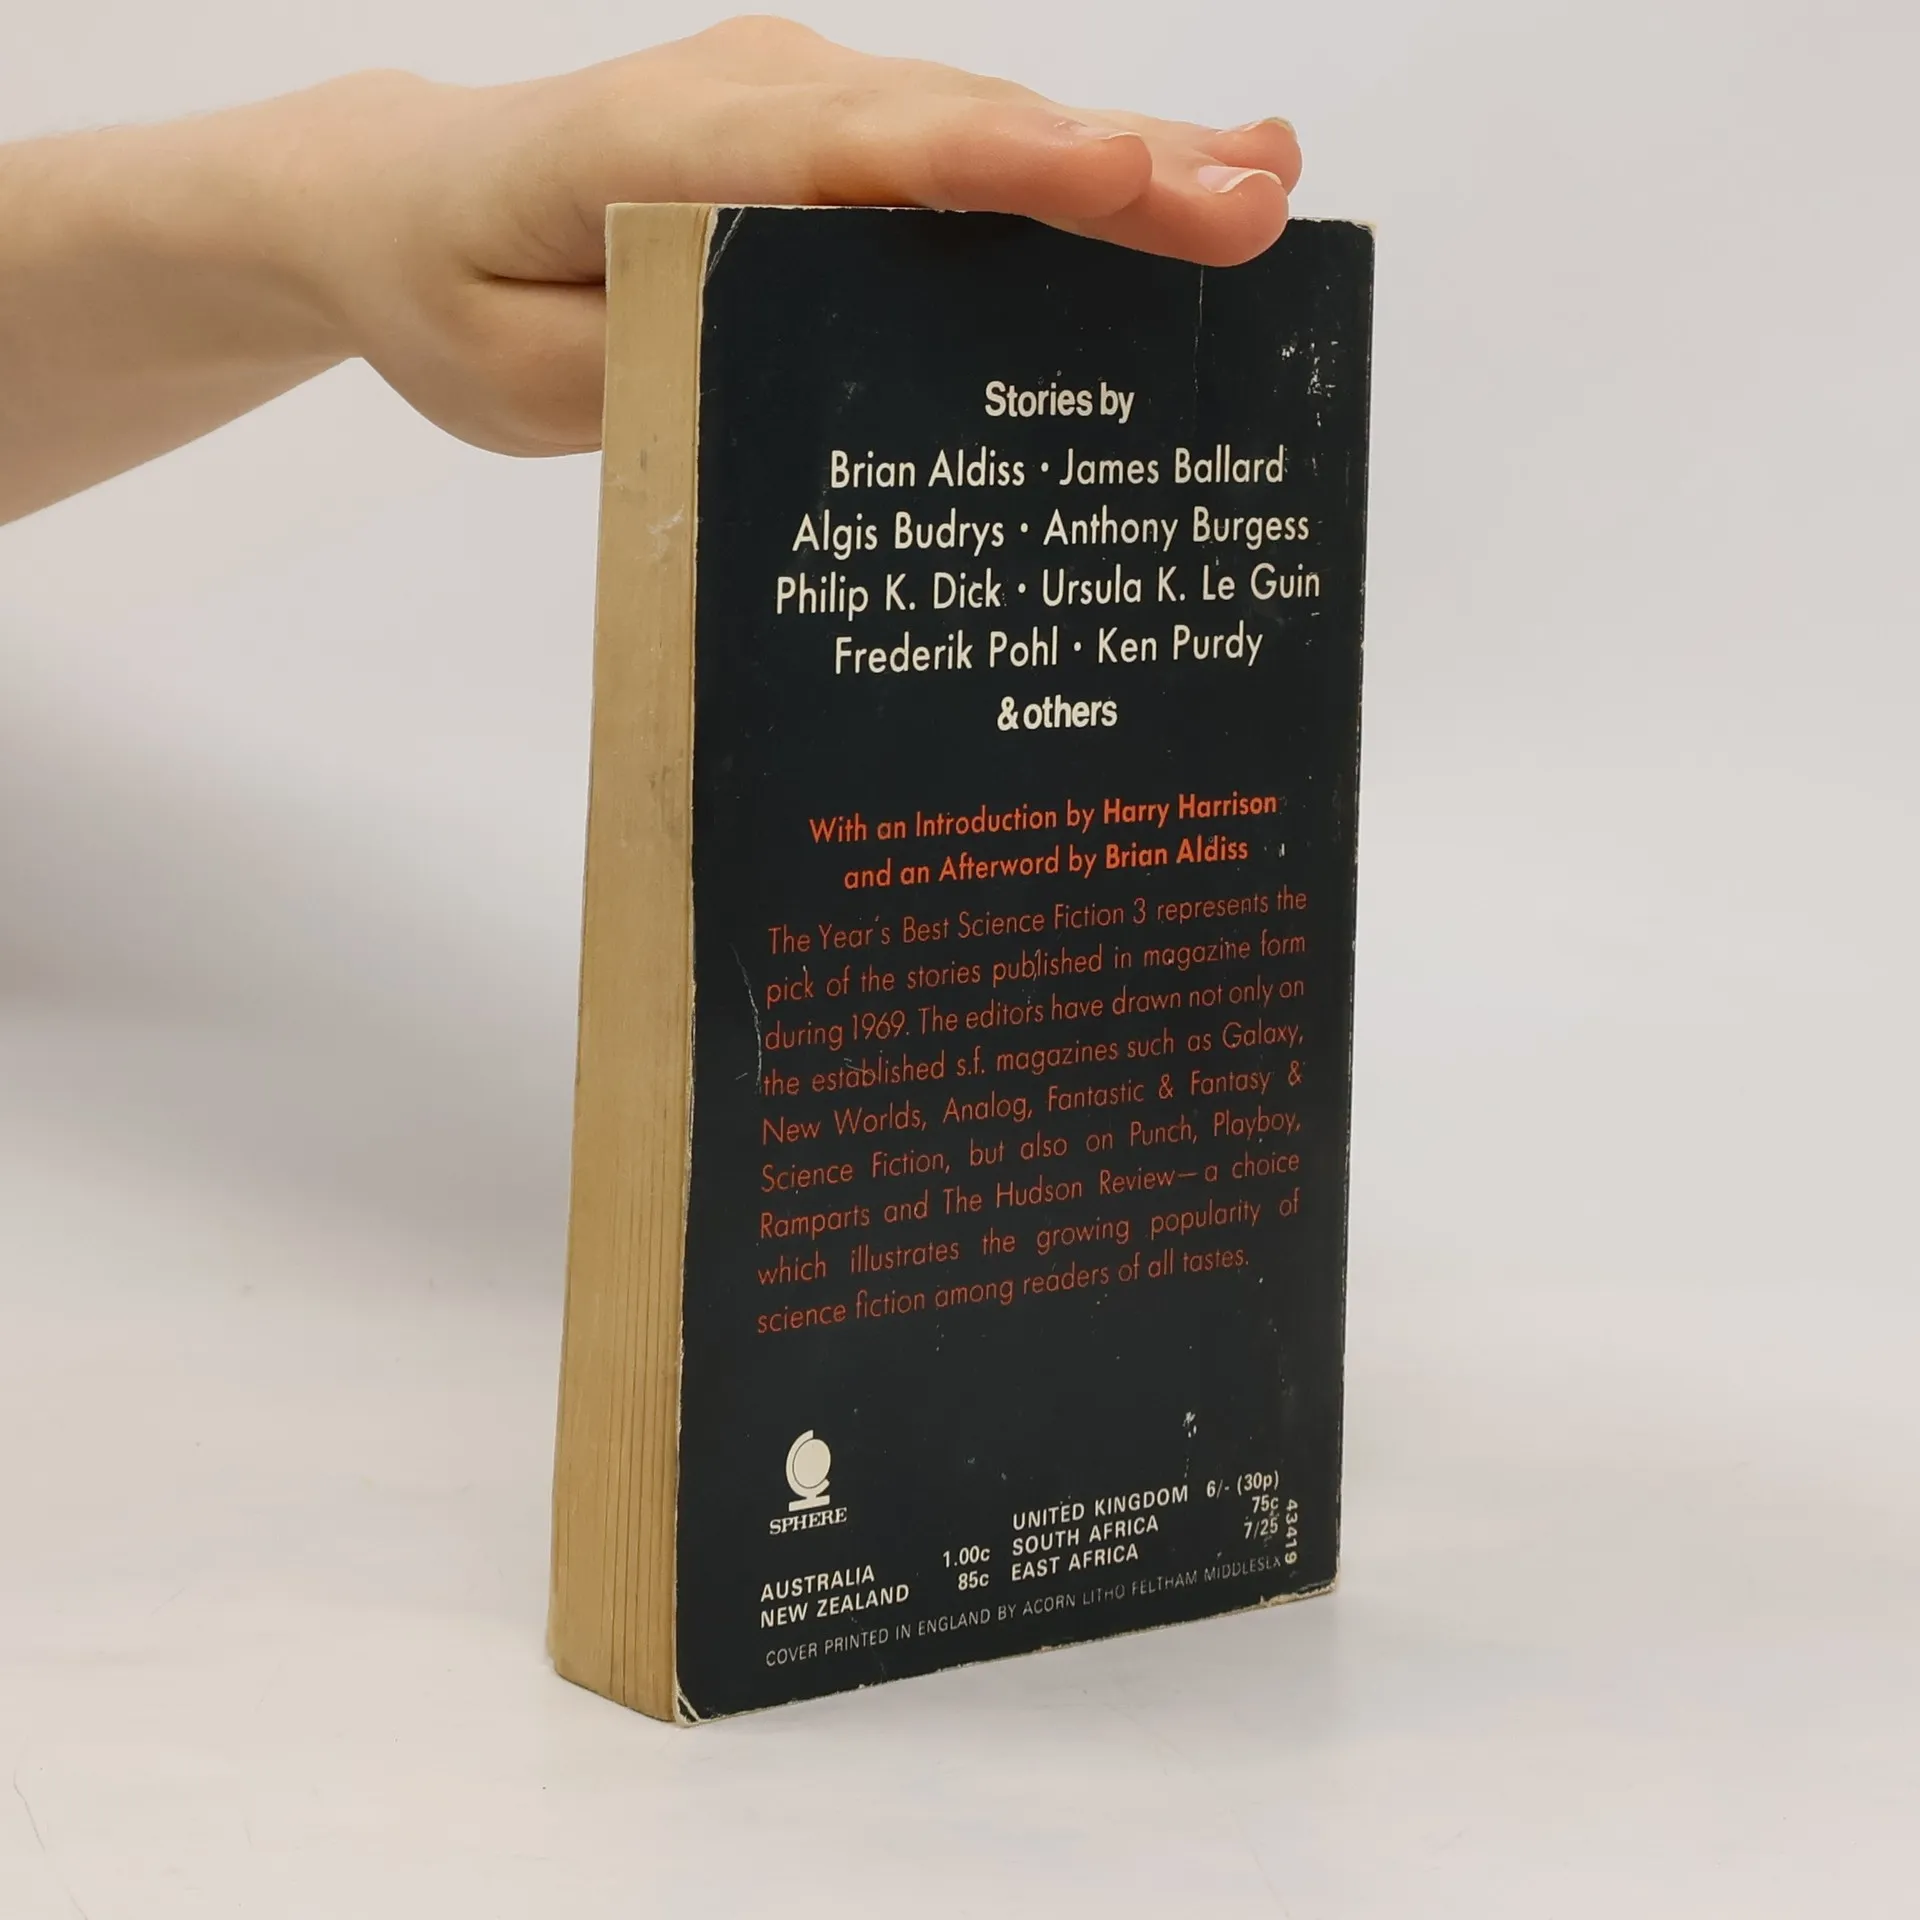 Stories by
Brian Aldiss • James Ballard
Algis Budrys • Anthony Burgess
Philip K. Dick • Ursula K. Le Guin
Frederik Pohl • Ken Purdy
& others
With an Introduction by Harry Harrison
and an Afterword by Brian Aldiss
The Year's Best Science Fiction 3 represents the
pick of the stories published in magazine form
during 1969. The editors have drawn not only on
the established s.f. magazines such as Galaxy,
New Worlds, Analog, Fantastic & Fantasy &
Science Fiction, but also on Punch, Playboy,
Ramparts and The Hudson Review—a choice
which illustrates the growing popularity of
science fiction among readers of all tastes.
SPHERE
UNITED KINGDOM 6/- (30p)
SOUTH AFRICA 75c
EAST AFRICA 7/25
AUSTRALIA 1.00c
NEW ZEALAND 85c
43419
COVER PRINTED IN ENGLAND BY ACORN LITHO FELTHAM MIDDLESEX